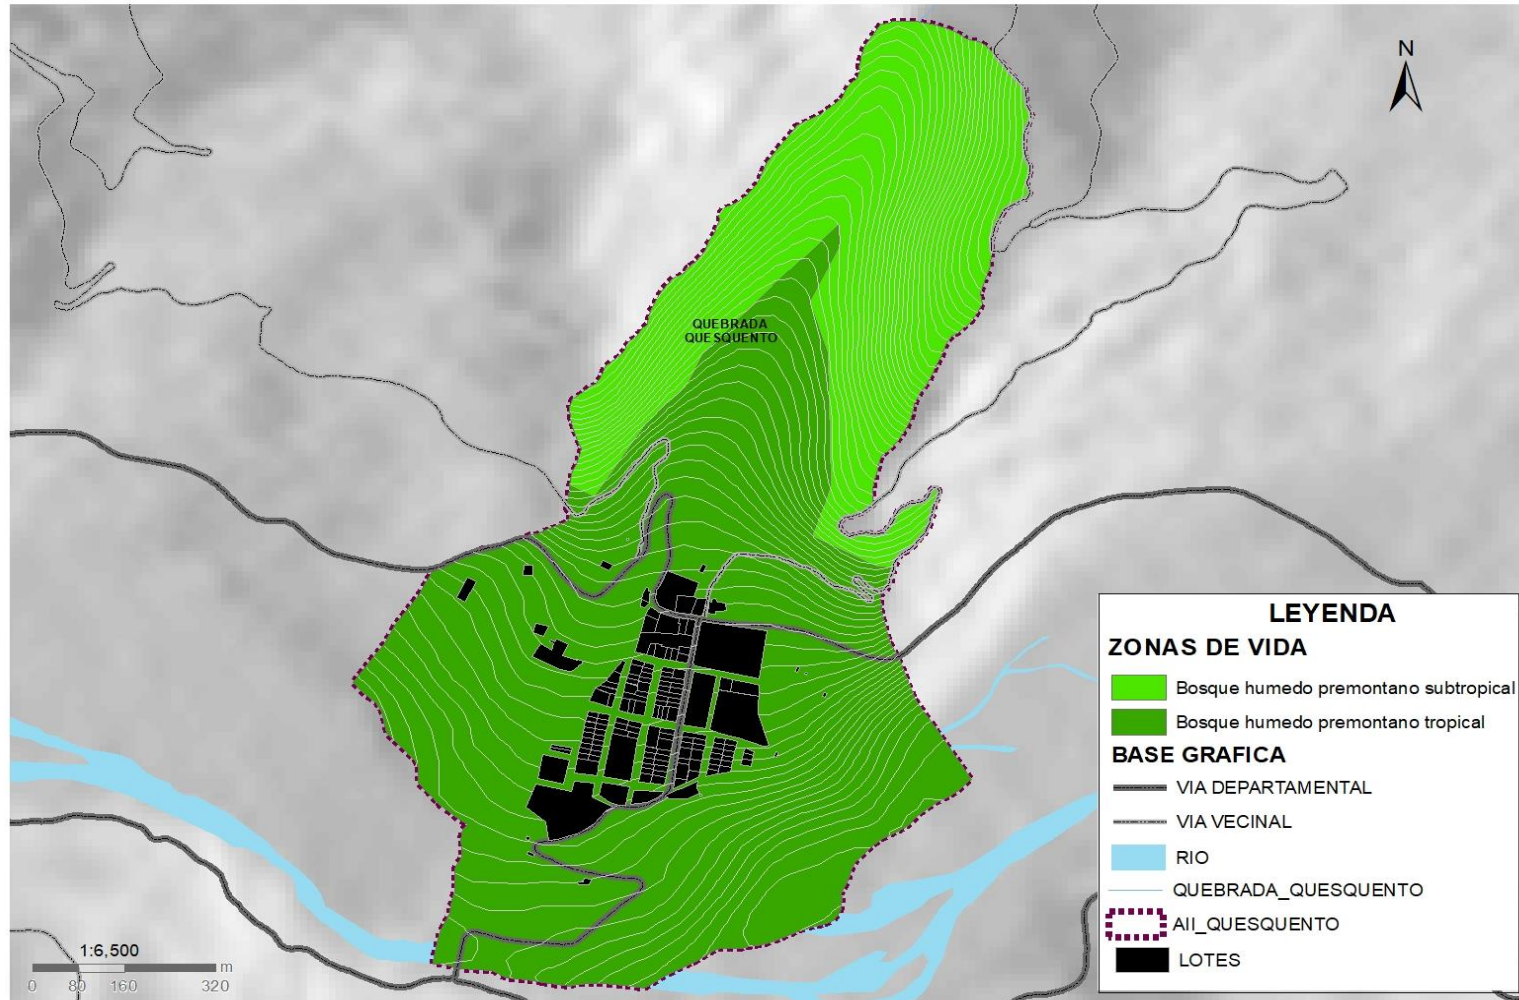 N
QUEBRADA
QUESQUENTO
LEYENDA
ZONAS DE VIDA
Bosque humedo premontano subtropical
Bosque humedo premontano tropical
BASE GRAFICA
VIA DEPARTAMENTAL
VIA VECINAL
RIO
QUEBRADA_QUESQUENTO
AII_QUESQUENTO
LOTES
1:6,500
m
0 80 160 320